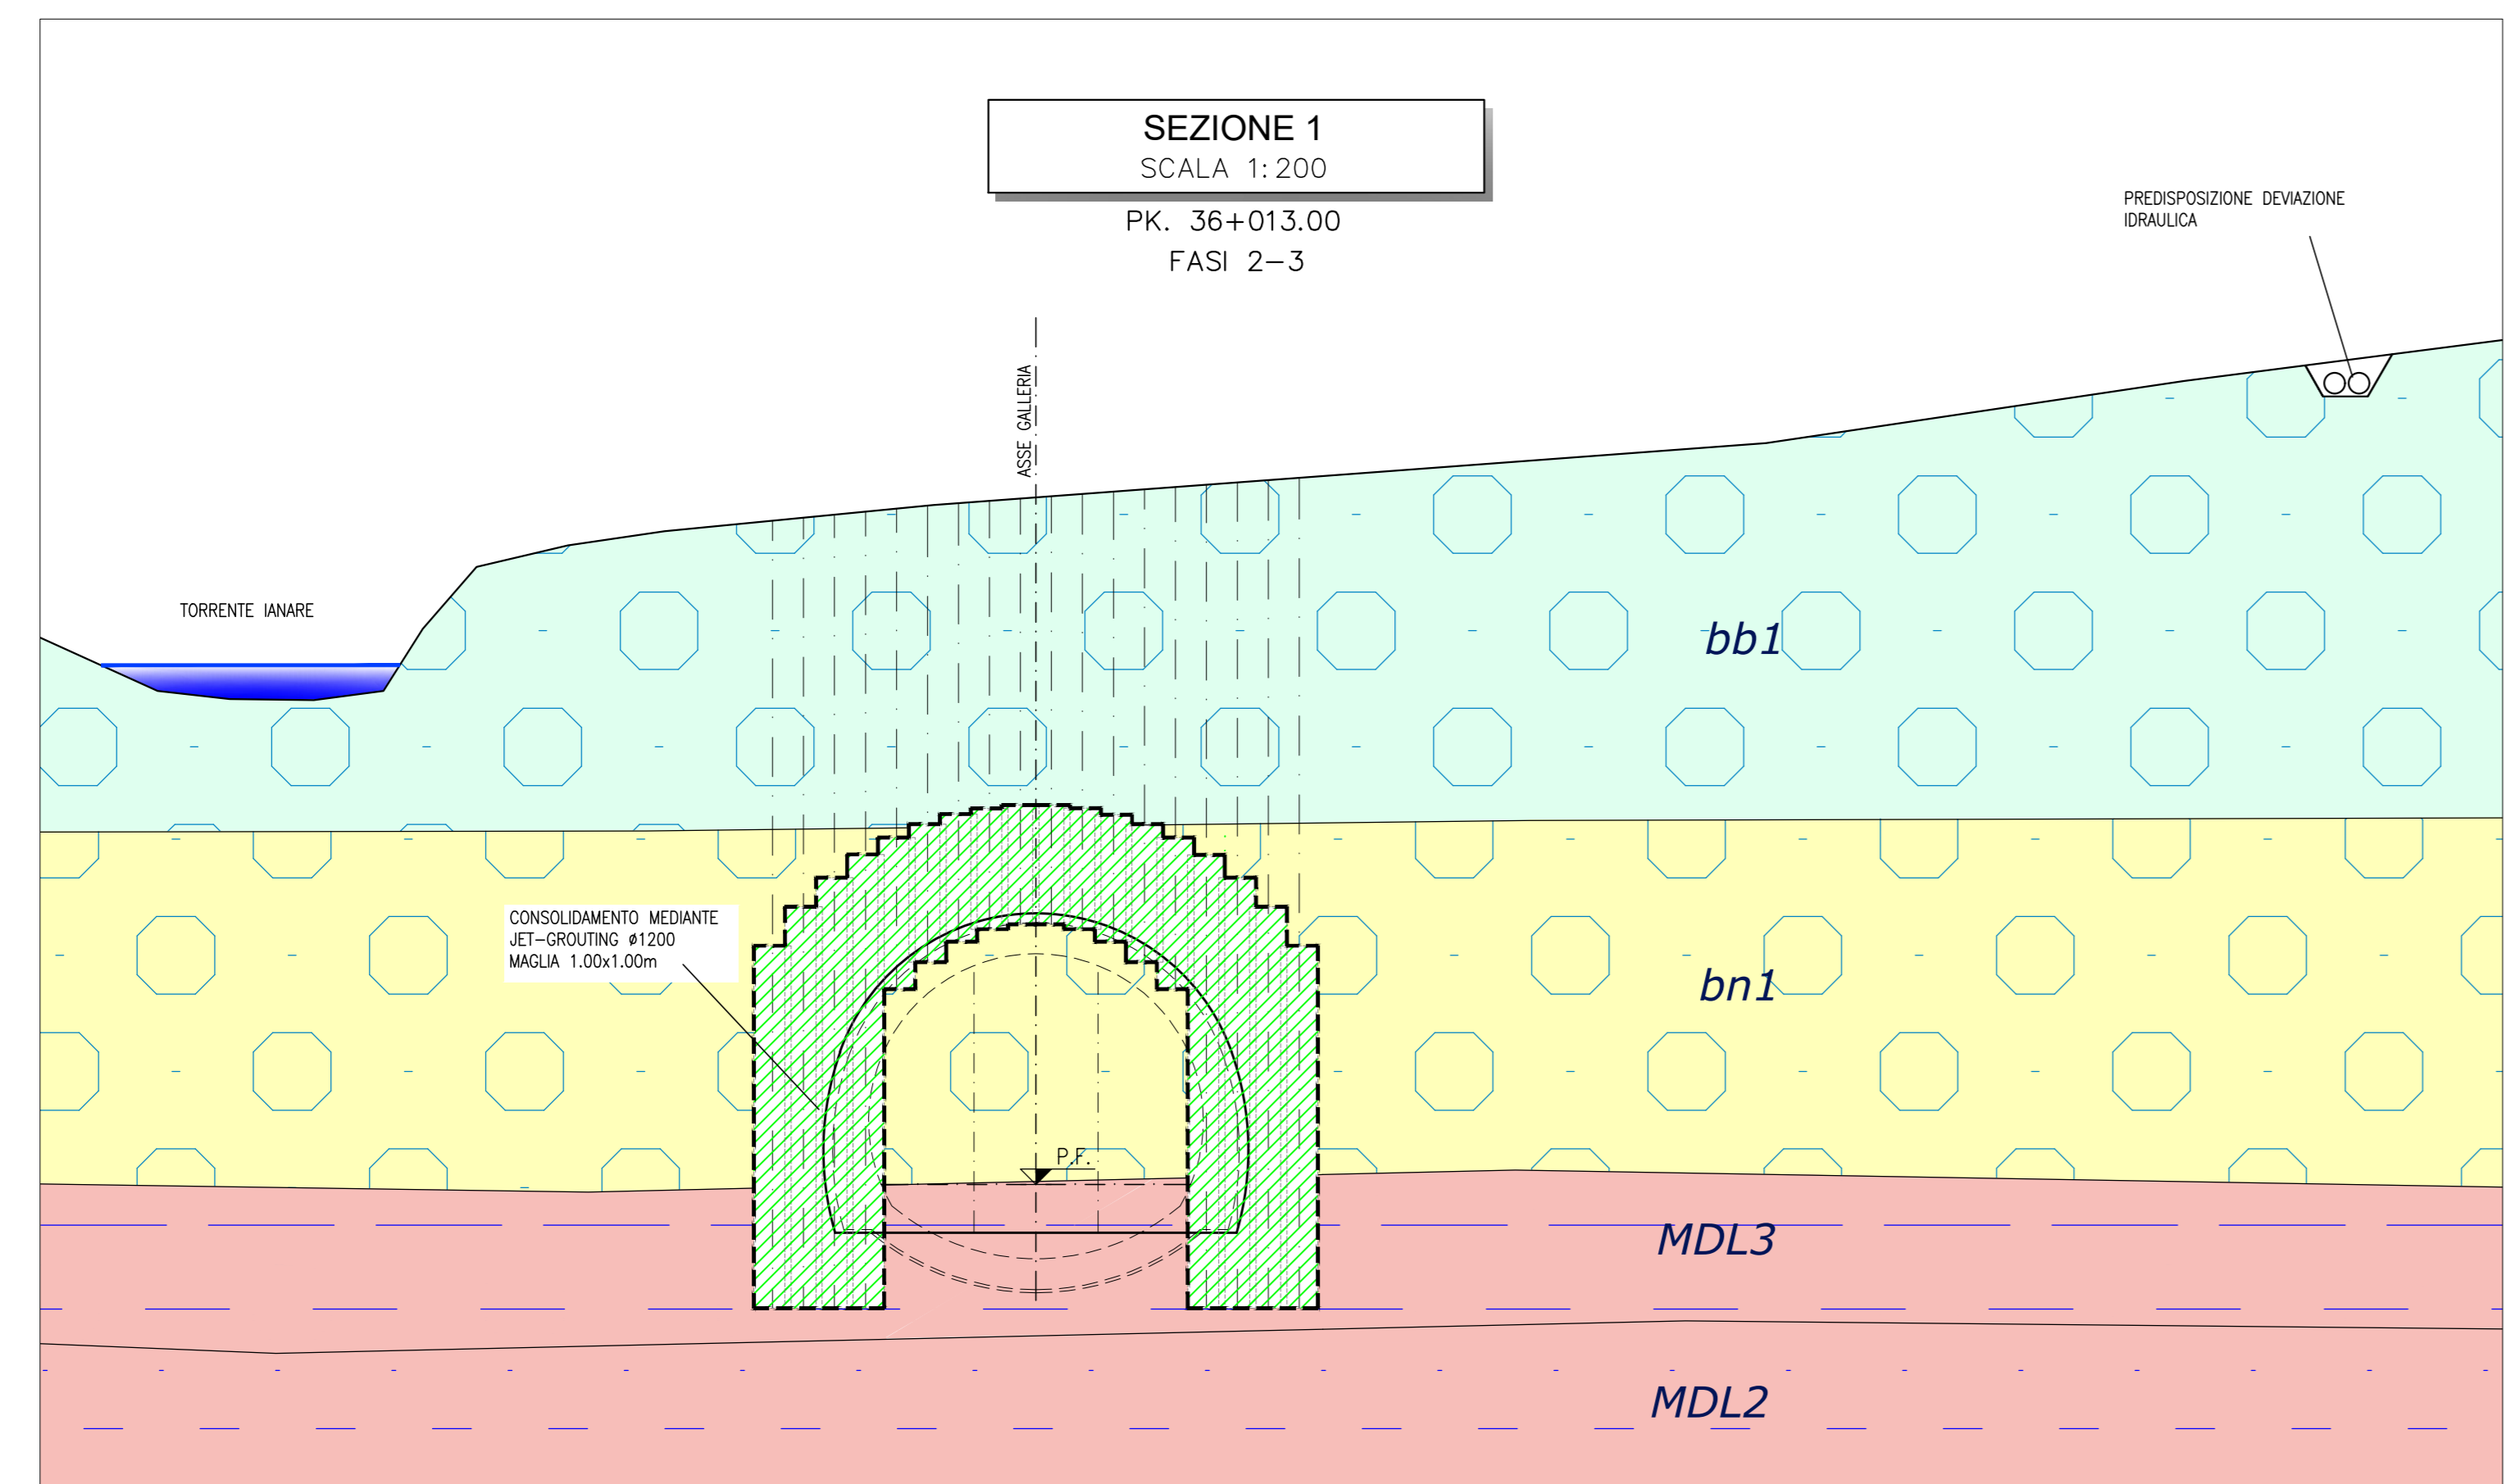 SEZIONE 1
SCALA 1:200
PK. 36+013.00
FASI 2-3
PREDISPOSIZIONE DEVIAZIONE
IDRAULICA
ASSE GALLERIA
TORRENTE IANARE
bb1
CONSOLIDAMENTO MEDIANTE
JET-GROUTING ø1200
MAGLIA 1.00x1.00m
bn1
P.F.
MDL3
MDL2